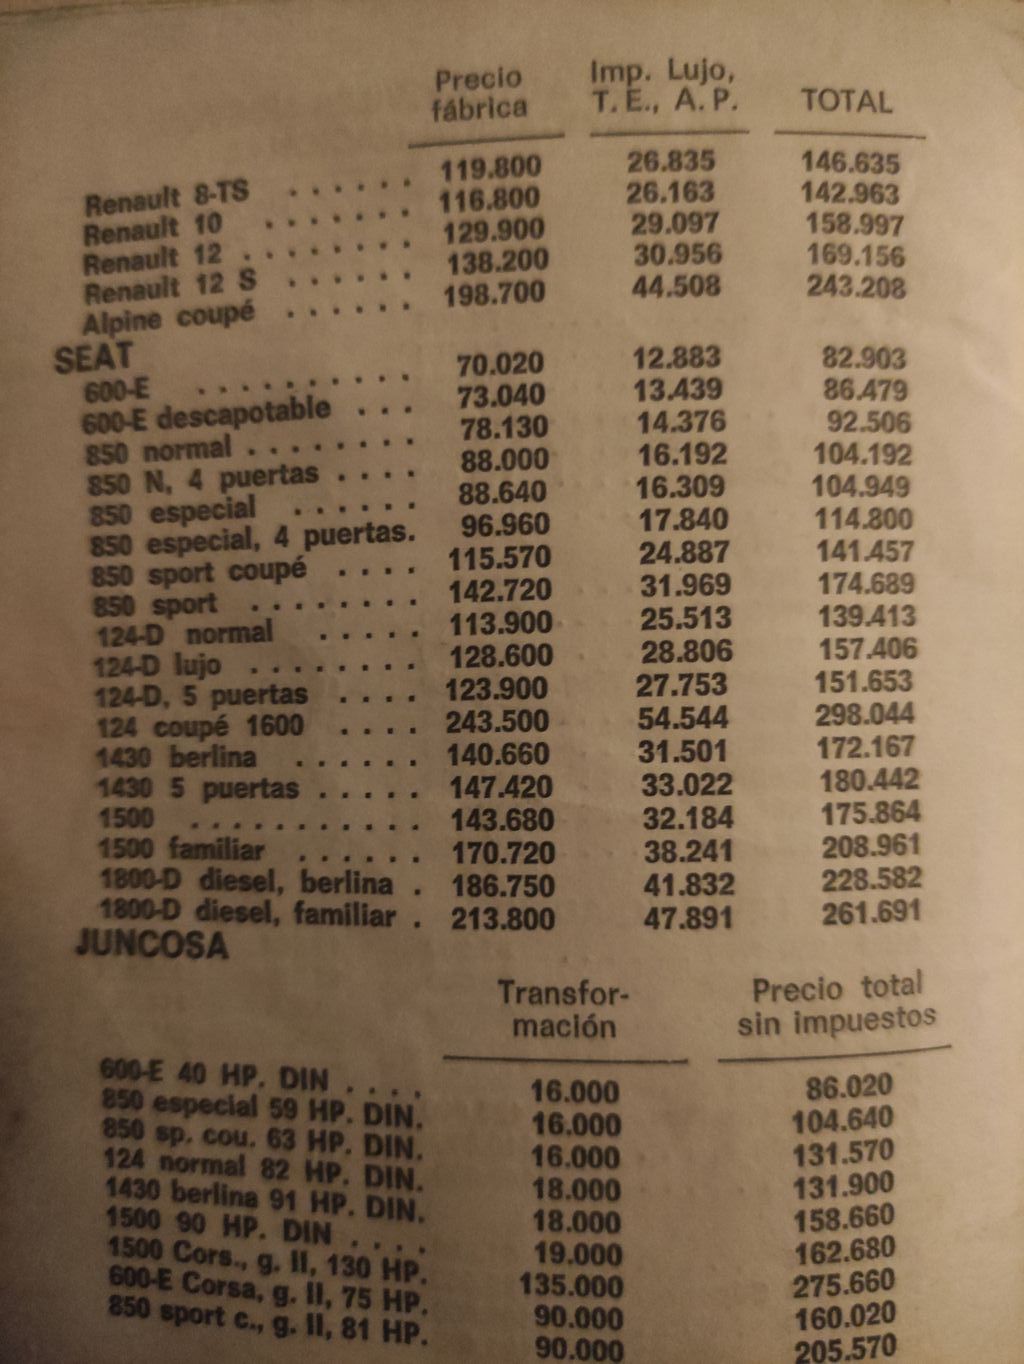 Precio fábrica Imp. Lujo, T.E., A.P. TOTAL
Renault 8-TS . . . . . . 119.800 26.835 146.635
Renault 10 . . . . . . . 116.800 26.163 142.963
Renault 12 . . . . . . . . 129.900 29.097 158.997
Renault 12 S . . . . . . 138.200 30.956 169.156
Alpine coupé . . . . . . 198.700 44.508 243.208
SEAT
600-E . . . . . . . . . . 70.020 12.883 82.903
600-E descapotable . . . 73.040 13.439 86.479
850 normal . . . . . . . . 78.130 14.376 92.506
850 N, 4 puertas . . . . 88.000 16.192 104.192
850 especial . . . . . . 88.640 16.309 104.949
850 especial, 4 puertas. 96.960 17.840 114.800
850 sport coupé . . . . 115.570 24.887 141.457
850 sport . . . . . . . . 142.720 31.969 174.689
124-D normal . . . . . 113.900 25.513 139.413
124-D lujo . . . . . . . . 128.600 28.806 157.406
124-D, 5 puertas . . . . 123.900 27.753 151.653
124 coupé 1600 . . . . 243.500 54.544 298.044
1430 berlina . . . . . . 140.660 31.501 172.167
1430 5 puertas . . . . . 147.420 33.022 180.442
1500 . . . . . . . . . . . 143.680 32.184 175.864
1500 familiar . . . . . . 170.720 38.241 208.961
1800-D diesel, berlina . 186.750 41.832 228.582
1800-D diesel, familiar . 213.800 47.891 261.691
JUNCOSA
Transfor-mación Precio total sin impuestos
600-E 40 HP. DIN . . . . 16.000 86.020
850 especial 59 HP. DIN. 16.000 104.640
850 sp. cou. 63 HP. DIN. 16.000 131.570
124 normal 82 HP. DIN. 18.000 131.900
1430 berlina 91 HP. DIN. 18.000 158.660
1500 90 HP. DIN . . . . 19.000 162.680
1500 Cors., g. II, 130 HP. 135.000 275.660
600-E Corsa, g. II, 75 HP. 90.000 160.020
850 sport c., g. II, 81 HP. 90.000 205.570